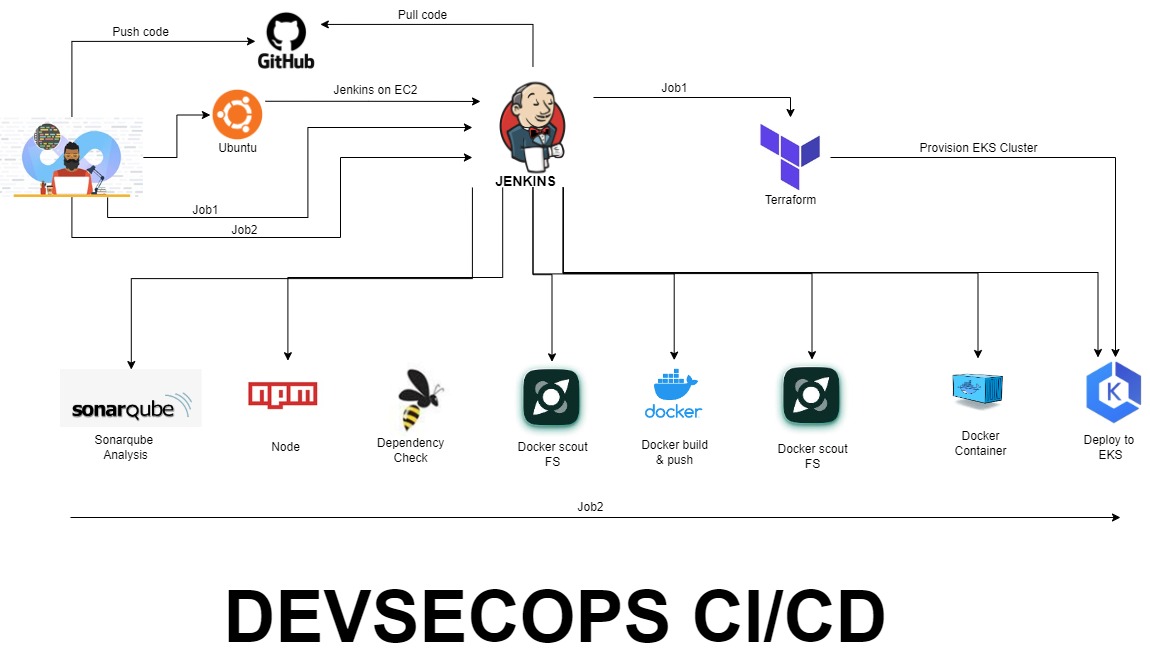 Pull code
Push code
GitHub
Jenkins on EC2
Job1
Ubuntu
Provision EKS Cluster
JENKINS
Terraform
Job1
Job2
sonarqube
npm
docker
K
Sonarqube
Analysis
Node
Dependency
Check
Docker scout
FS
Docker build
& push
Docker scout
FS
Docker
Container
Deploy to
EKS
Job2
DEVSECOPS CI/CD